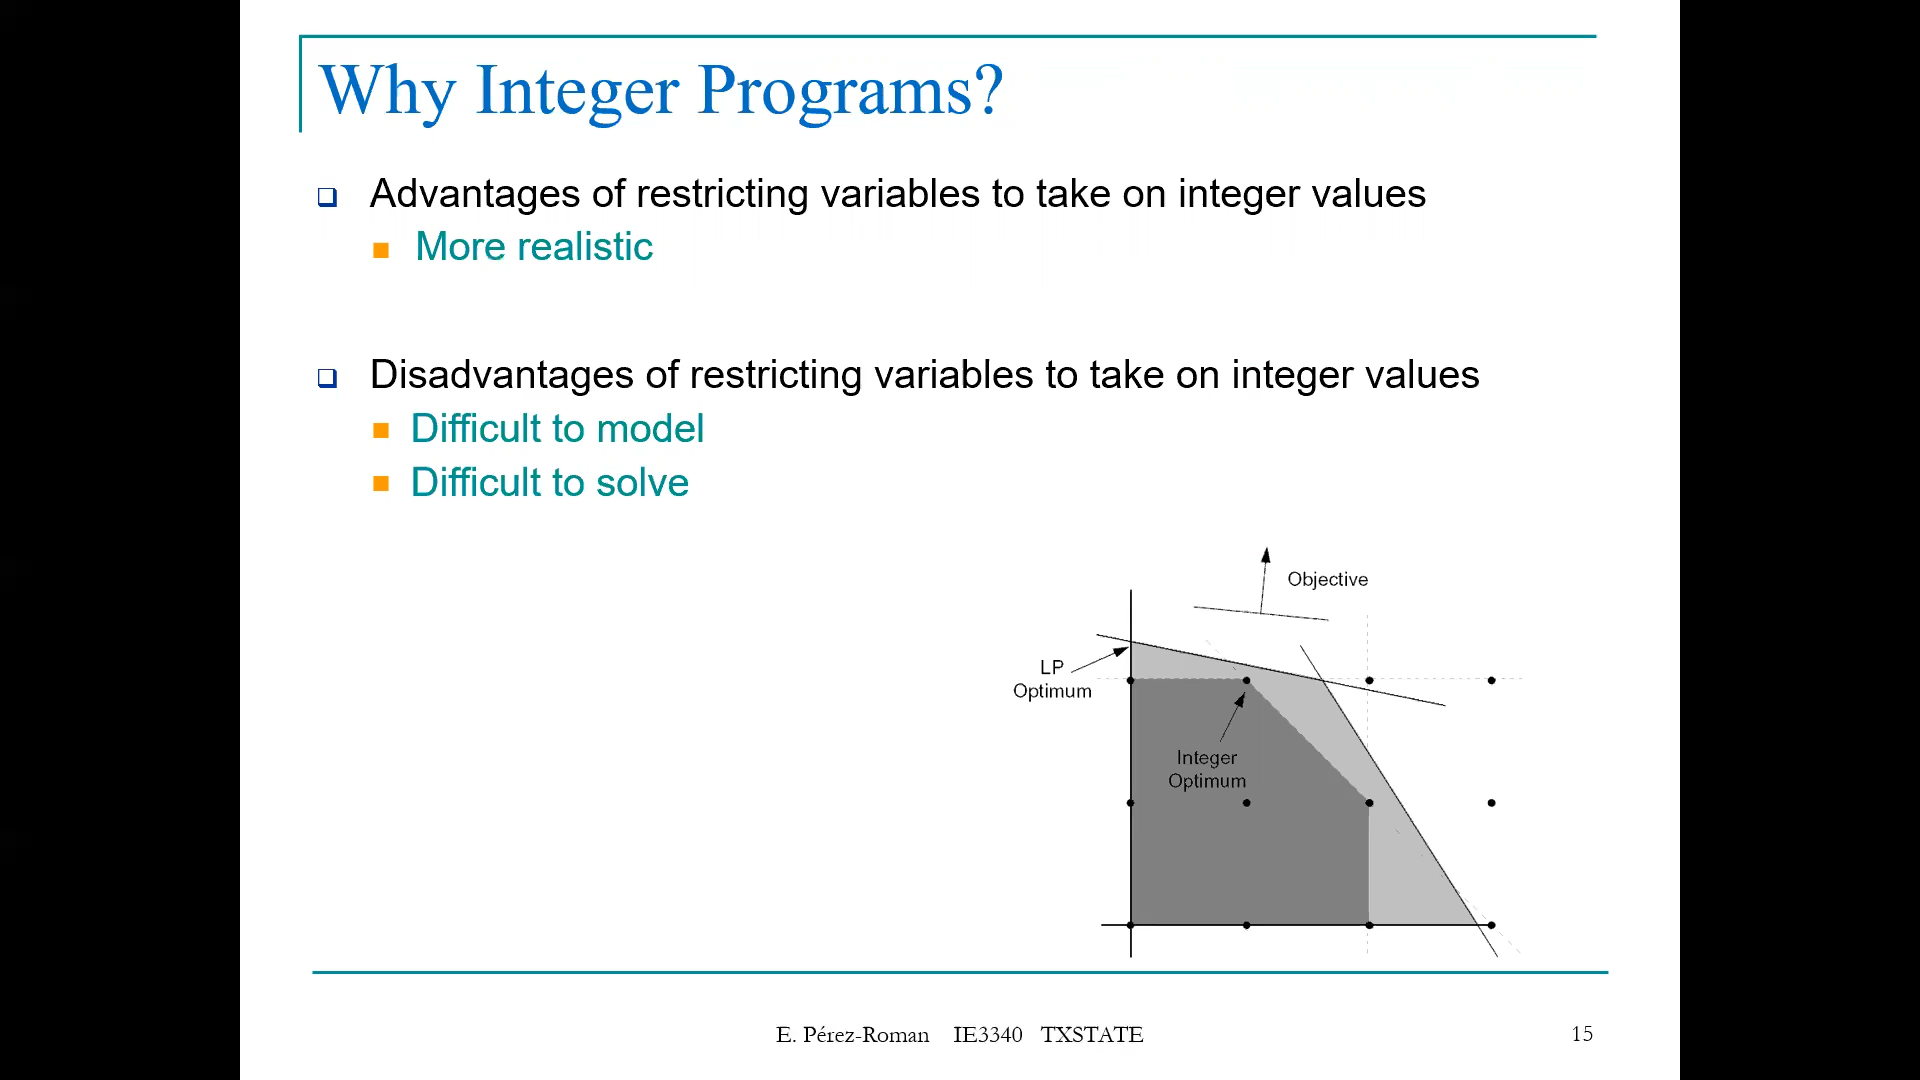 Why Integer Programs?
Advantages of restricting variables to take on integer values
More realistic
Disadvantages of restricting variables to take on integer values
Difficult to model
Difficult to solve
Objective
LP
Optimum
Integer
Optimum
E. Pérez-Roman IE3340 TXSTATE
15